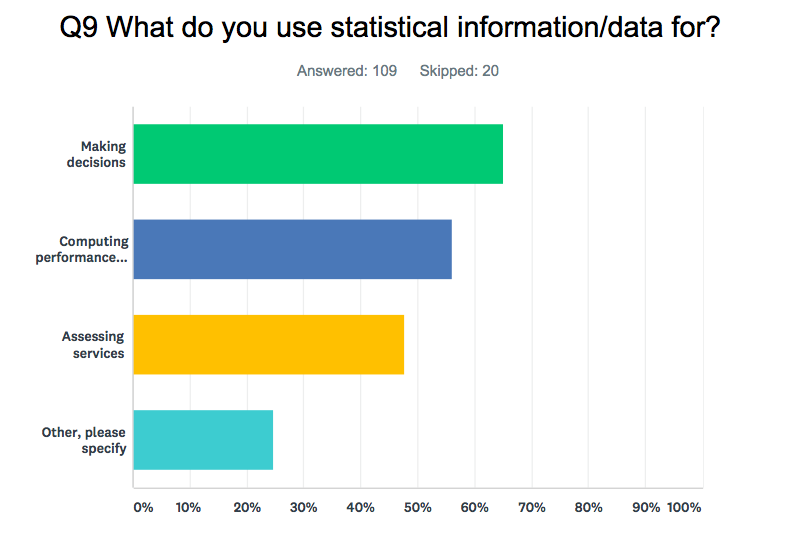 Q9 What do you use statistical information/data for?
Answered: 109 Skipped: 20
Making
decisions
Computing
performance...
Assessing
services
Other, please
specify
0% 10% 20% 30% 40% 50% 60% 70% 80% 90% 100%